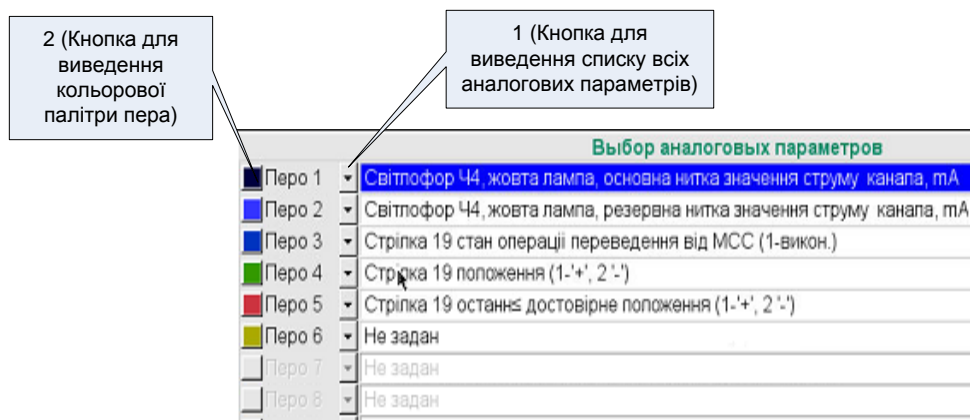 2 (Кнопка для
виведення
кольорової
палітри пера)
1 (Кнопка для
виведення списку всіх
аналогових параметрів)
Выбор аналоговых параметров
Перо 1 Світлофор Ч4, жовта лампа, основна нитка значення струму канала, mA
Перо 2 Світлофор Ч4, жовта лампа, резервна нитка значення струму канала, mA
Перо 3 Стрілка 19 стан операції переведення від МСС (1-викон.)
Перо 4 Стрілка 19 положення (1-'+', 2 '-')
Перо 5 Стрілка 19 останн≤ достовірне положення (1-'+', 2 '-')
Перо 6 Не задан
Перо 7 Не задан
Перо 8 Не задан